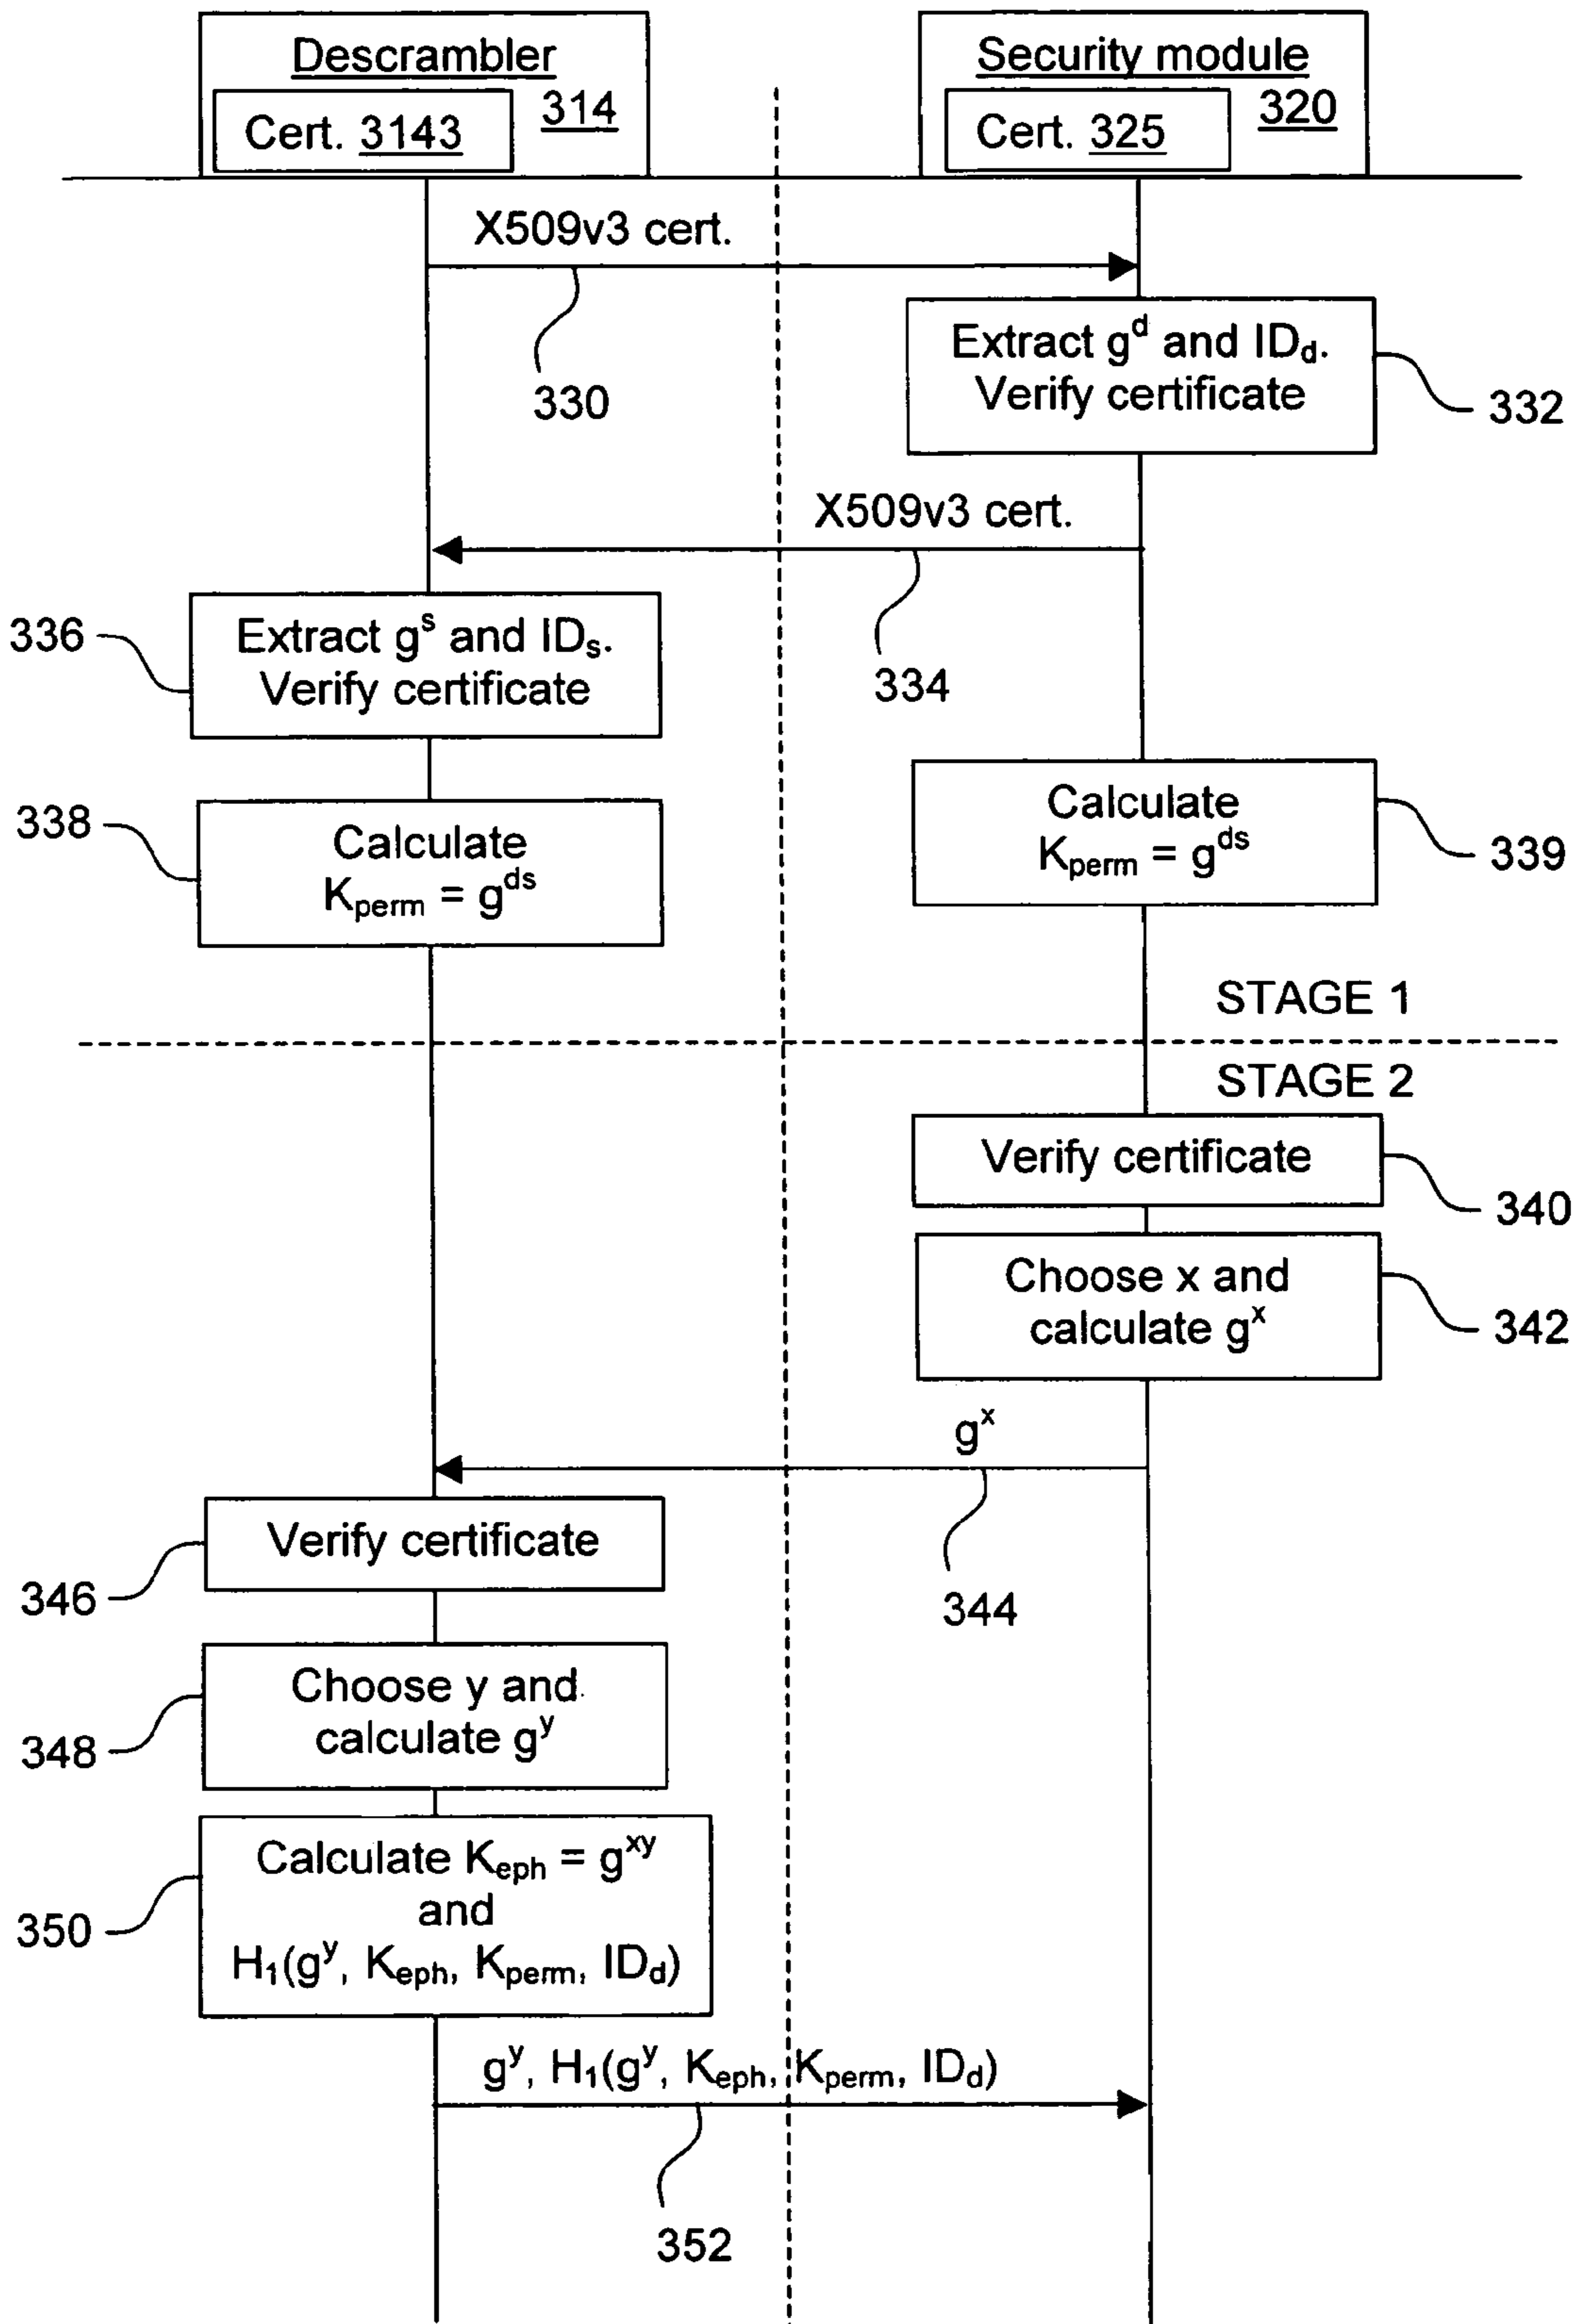 Descrambler
314
Cert. 3143
Security module
320
Cert. 325
X509v3 cert.
330
Extract g^d and ID_d.
Verify certificate
332
X509v3 cert.
334
336
Extract g^s and ID_s.
Verify certificate
338
Calculate
K_perm = g^ds
Calculate
K_perm = g^ds
339
STAGE 1
STAGE 2
Verify certificate
340
Choose x and
calculate g^x
342
g^x
344
Verify certificate
346
Choose y and
calculate g^y
348
Calculate K_eph = g^xy
and
H_1(g^y, K_eph, K_perm, ID_d)
350
g^y, H_1(g^y, K_eph, K_perm, ID_d)
352